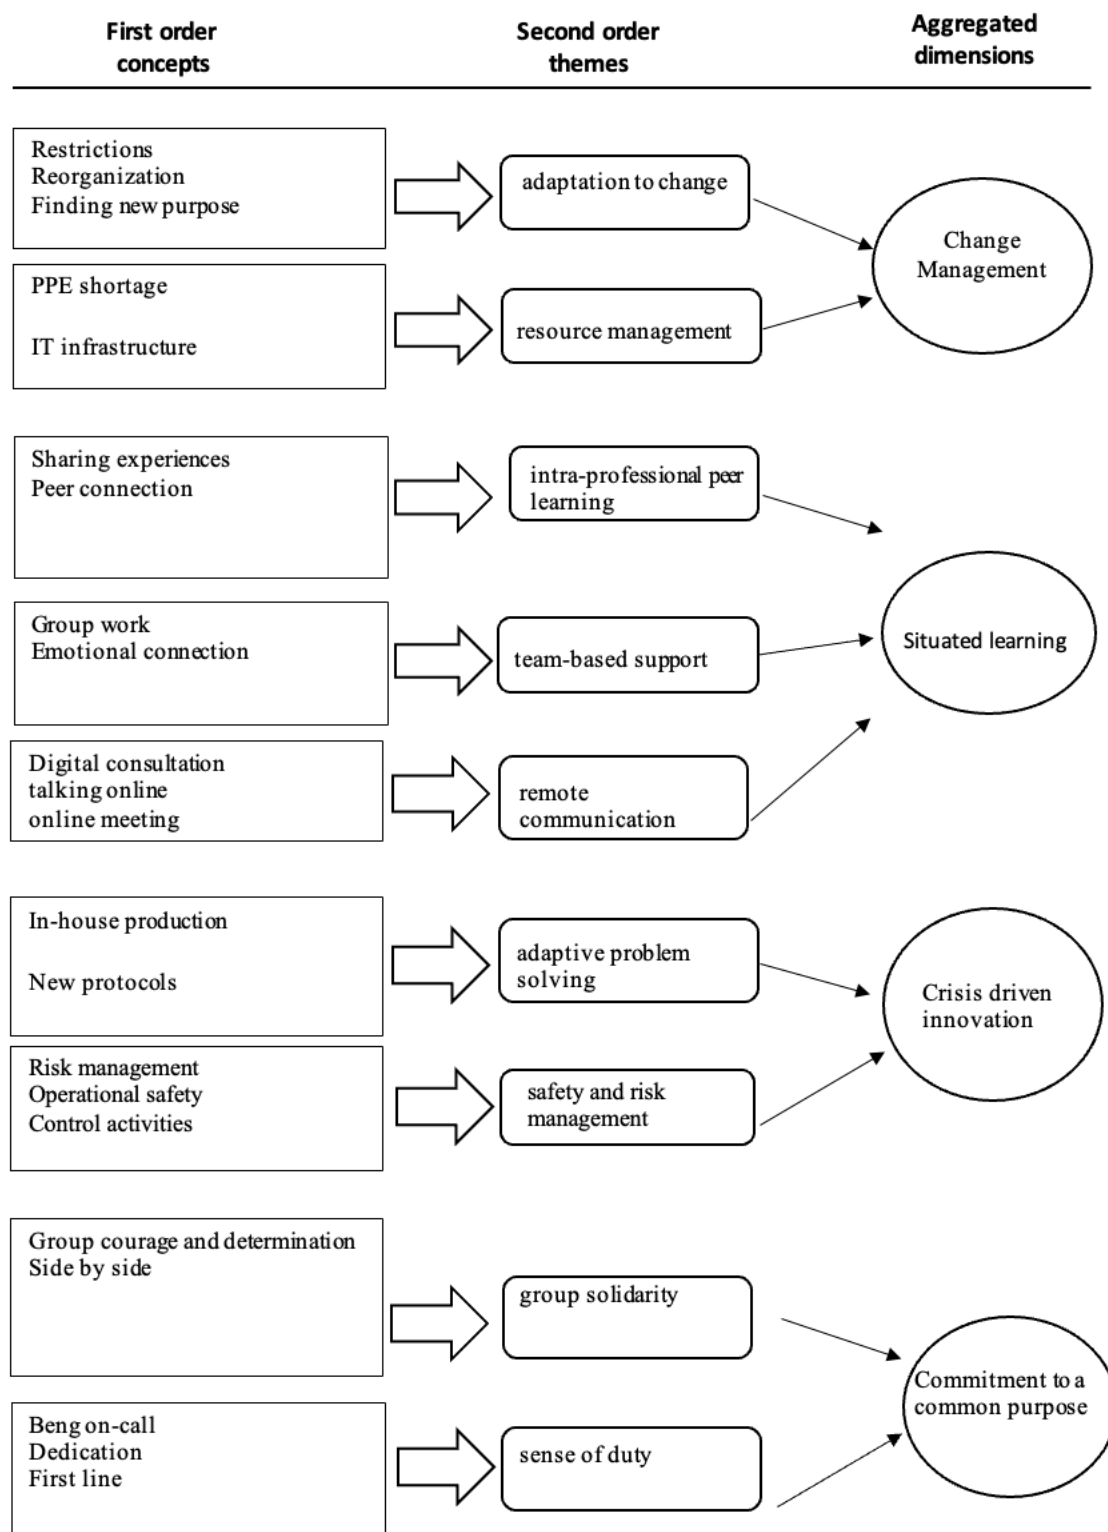 First order
concepts
Second order
themes
Aggregated
dimensions
Restrictions
Reorganization
Finding new purpose
adaptation to change
Change
Management
PPE shortage
IT infrastructure
resource management
Sharing experiences
Peer connection
intra-professional peer
learning
Group work
Emotional connection
team-based support
Situated learning
Digital consultation
talking online
online meeting
remote
communication
In-house production
New protocols
adaptive problem
solving
Crisis driven
innovation
Risk management
Operational safety
Control activities
safety and risk
management
Group courage and determination
Side by side
group solidarity
Commitment to a
common purpose
Beng on-call
Dedication
First line
sense of duty